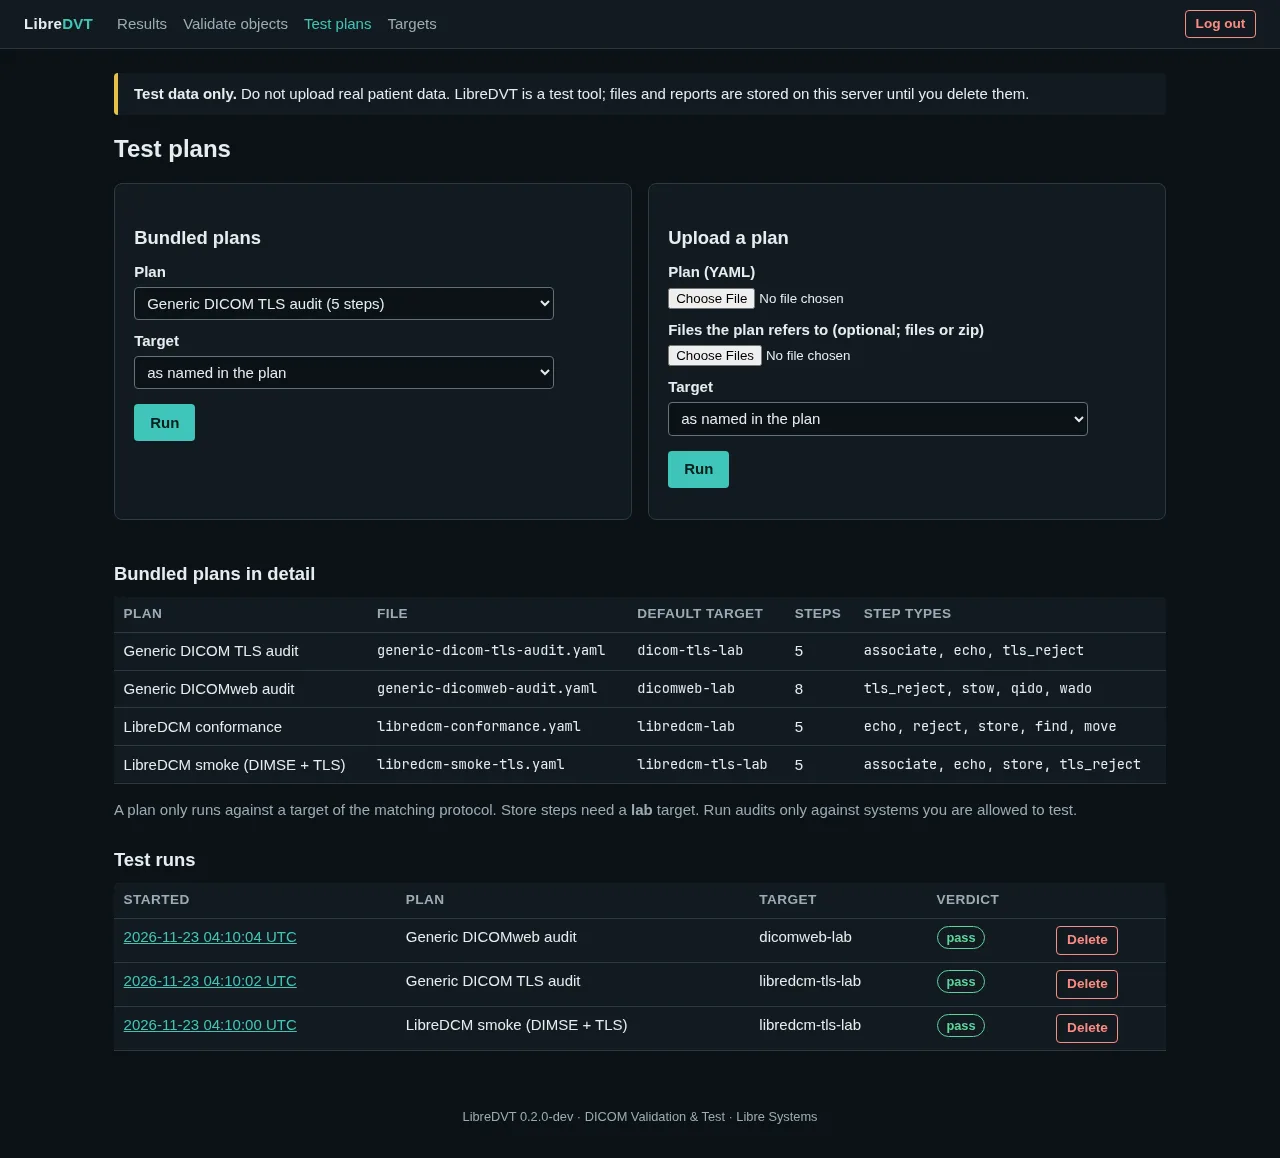 LibreDVT Results Validate objects Test plans Targets Log out
Test data only. Do not upload real patient data. LibreDVT is a test tool; files and reports are stored on this server until you delete them.
Test plans
Bundled plans
Plan
Generic DICOM TLS audit (5 steps)
Target
as named in the plan
Run
Upload a plan
Plan (YAML)
Choose File No file chosen
Files the plan refers to (optional; files or zip)
Choose Files No file chosen
Target
as named in the plan
Run
Bundled plans in detail
PLAN FILE DEFAULT TARGET STEPS STEP TYPES
Generic DICOM TLS audit generic-dicom-tls-audit.yaml dicom-tls-lab 5 associate, echo, tls_reject
Generic DICOMweb audit generic-dicomweb-audit.yaml dicomweb-lab 8 tls_reject, stow, qido, wado
LibreDCM conformance libredcm-conformance.yaml libredcm-lab 5 echo, reject, store, find, move
LibreDCM smoke (DIMSE + TLS) libredcm-smoke-tls.yaml libredcm-tls-lab 5 associate, echo, store, tls_reject
A plan only runs against a target of the matching protocol. Store steps need a lab target. Run audits only against systems you are allowed to test.
Test runs
STARTED PLAN TARGET VERDICT
2026-11-23 04:10:04 UTC Generic DICOMweb audit dicomweb-lab pass Delete
2026-11-23 04:10:02 UTC Generic DICOM TLS audit libredcm-tls-lab pass Delete
2026-11-23 04:10:00 UTC LibreDCM smoke (DIMSE + TLS) libredcm-tls-lab pass Delete
LibreDVT 0.2.0-dev · DICOM Validation & Test · Libre Systems